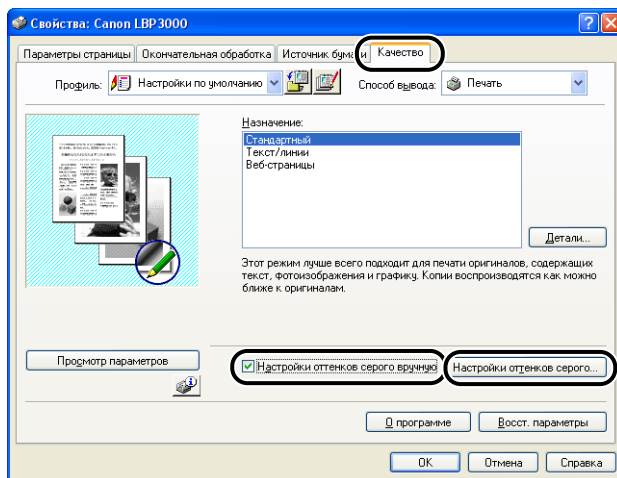 Свойства: Canon LBP3000
Параметры страницы Окончательная обработка Источник бумаги Качество
Профиль: Настройки по умолчанию Способ вывода: Печать
Назначение:
Стандартный
Текст/линии
Веб-страницы
Детали...
Этот режим лучше всего подходит для печати оригиналов, содержащих
текст, фотоизображения и графику. Копии воспроизводятся как можно
ближе к оригиналам.
Просмотр параметров
Настройки оттенков серого вручную Настройки оттенков серого...
О программе Восст. параметры
ОК Отмена Справка